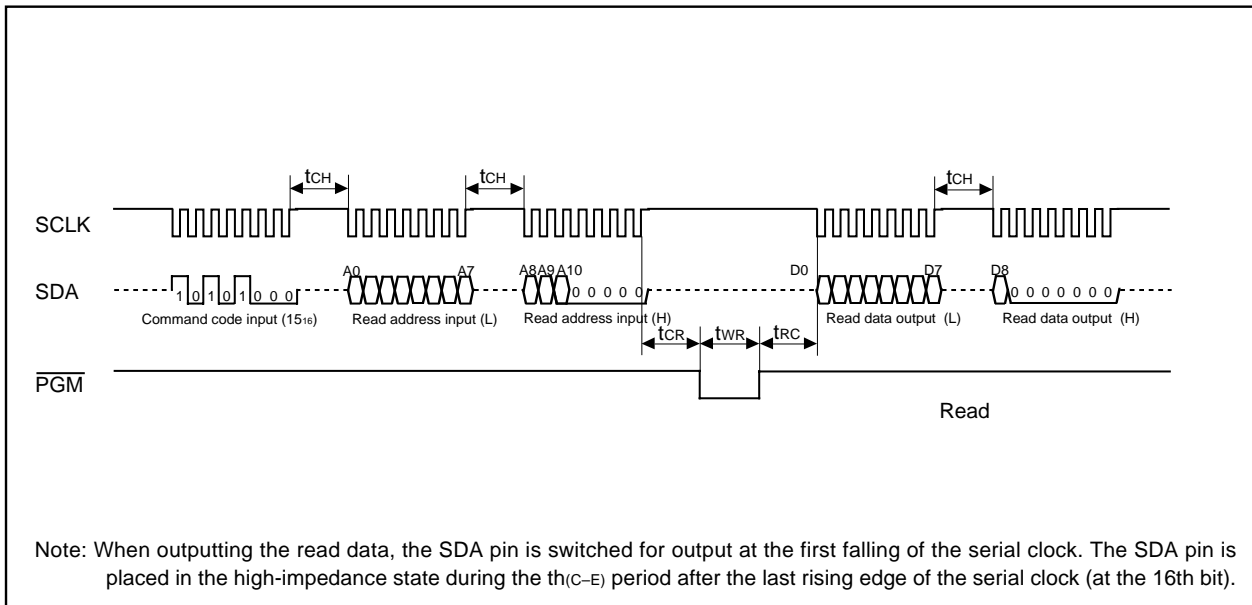 tCH tCH tCH
SCLK
A0 A7 A8 A9 A10 D0 D7 D8
SDA 1 0 1 0 1 0 0 0 0 0 0 0 0 0 0 0 0 0 0 0
Command code input (15₁₆) Read address input (L) Read address input (H) Read data output (L) Read data output (H)
tCR tWR tRC
PGM
Read
Note: When outputting the read data, the SDA pin is switched for output at the first falling of the serial clock. The SDA pin is
placed in the high-impedance state during the th(C–E) period after the last rising edge of the serial clock (at the 16th bit).